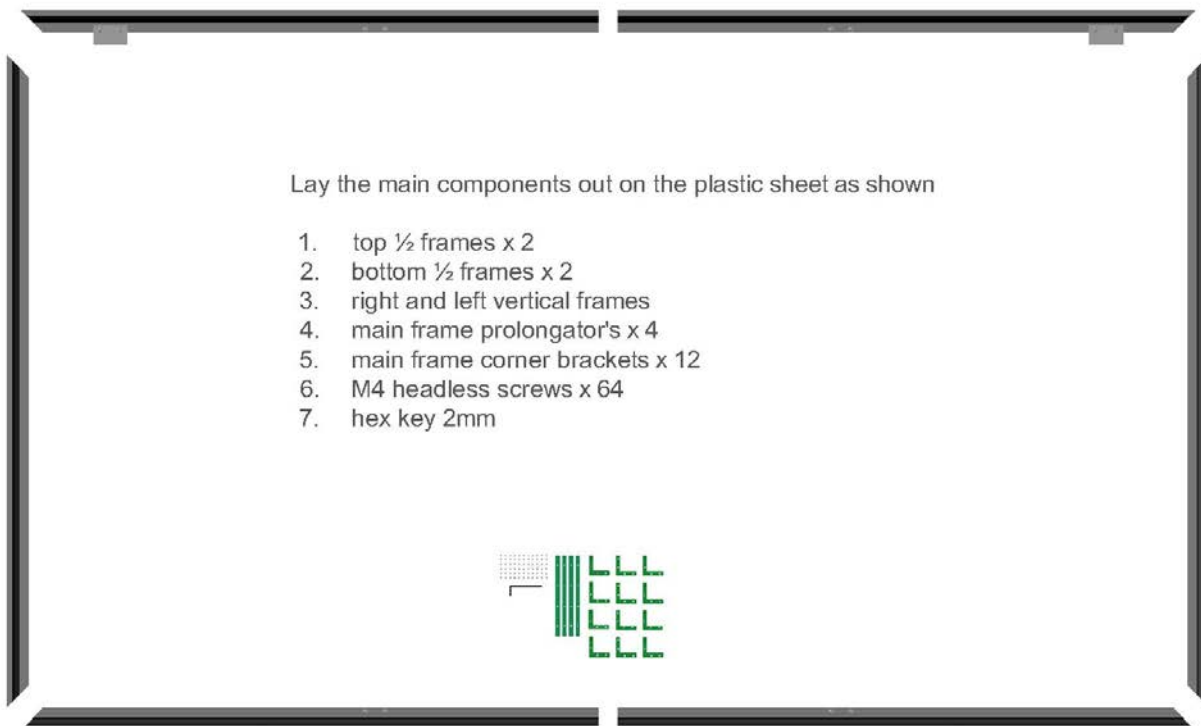 Lay the main components out on the plastic sheet as shown
1. top ½ frames x 2
2. bottom ½ frames x 2
3. right and left vertical frames
4. main frame prolongator's x 4
5. main frame corner brackets x 12
6. M4 headless screws x 64
7. hex key 2mm